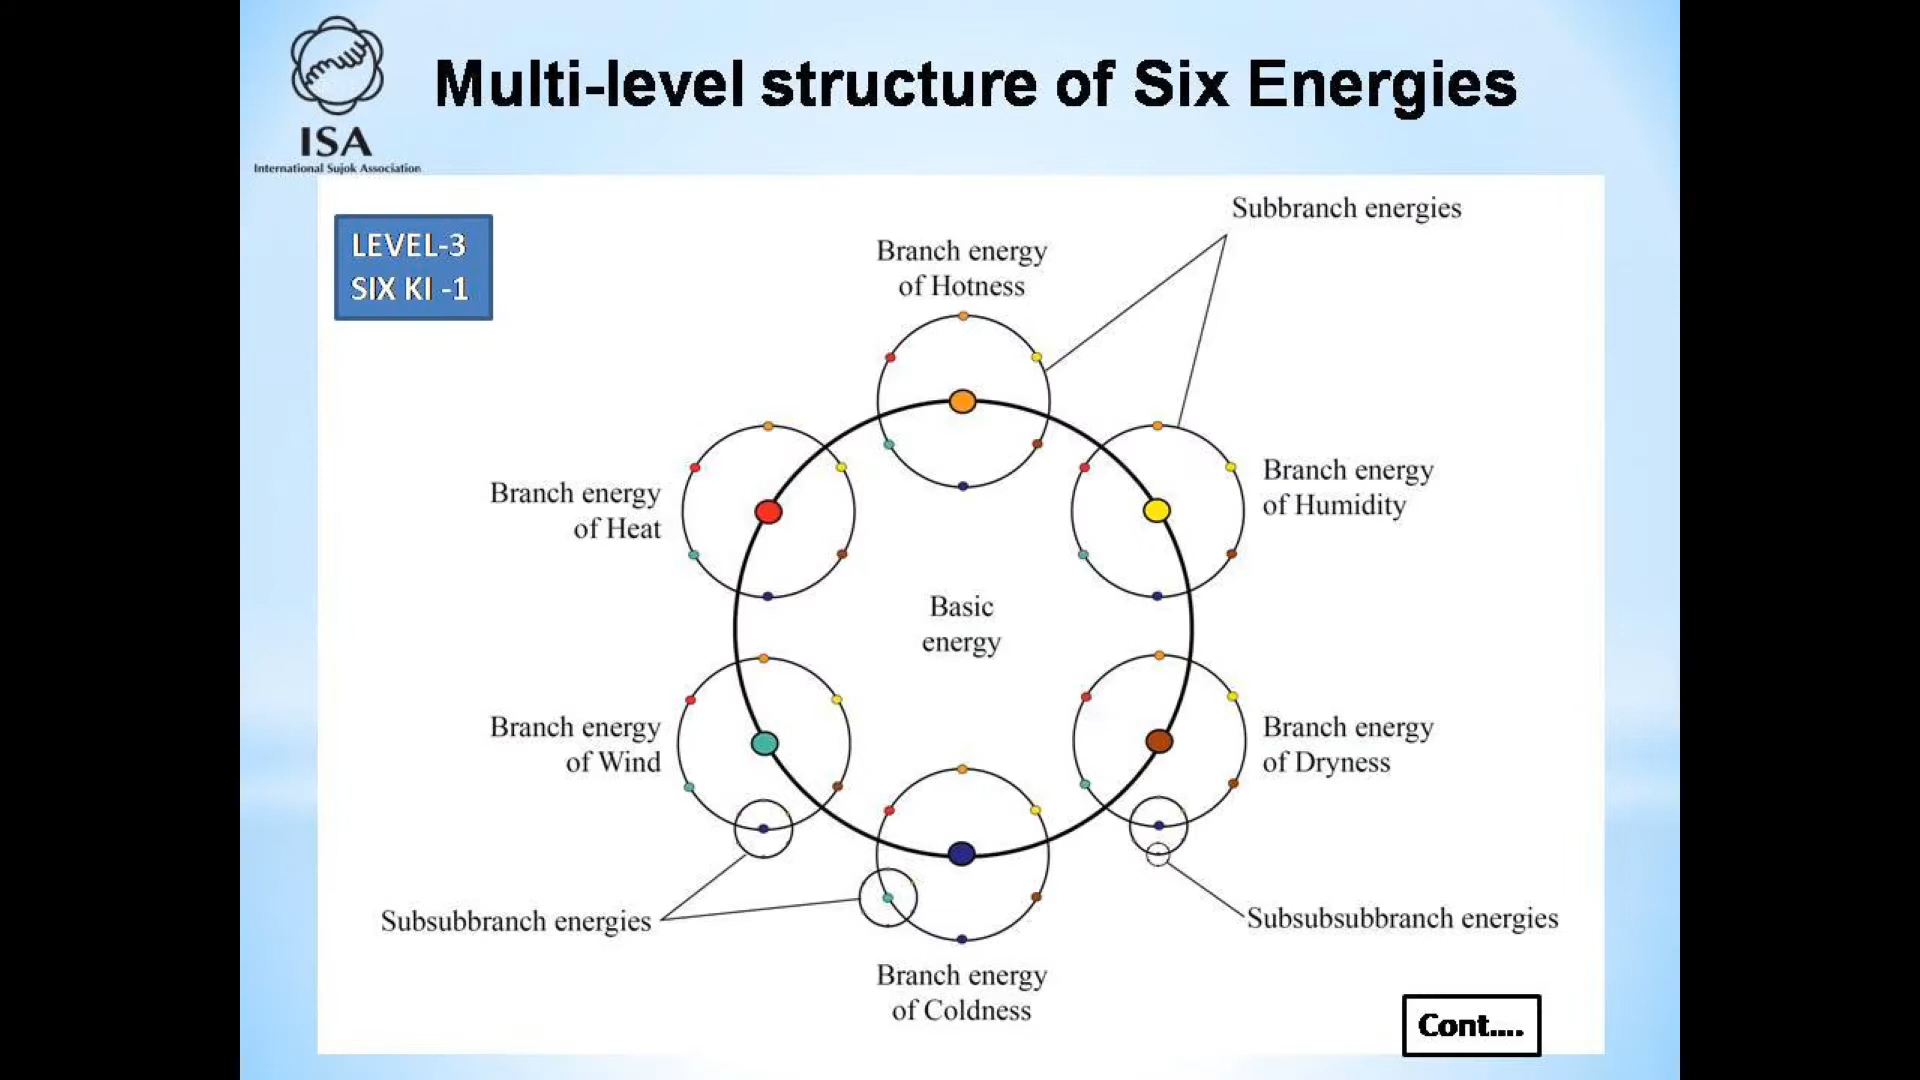 Multi-level structure of Six Energies
ISA
International Sujok Association
LEVEL-3
SIX KI -1
Subbranch energies
Branch energy
of Hotness
Branch energy
of Heat
Branch energy
of Humidity
Basic
energy
Branch energy
of Wind
Branch energy
of Dryness
Subsubbranch energies
Subsubsubbranch energies
Branch energy
of Coldness
Cont....